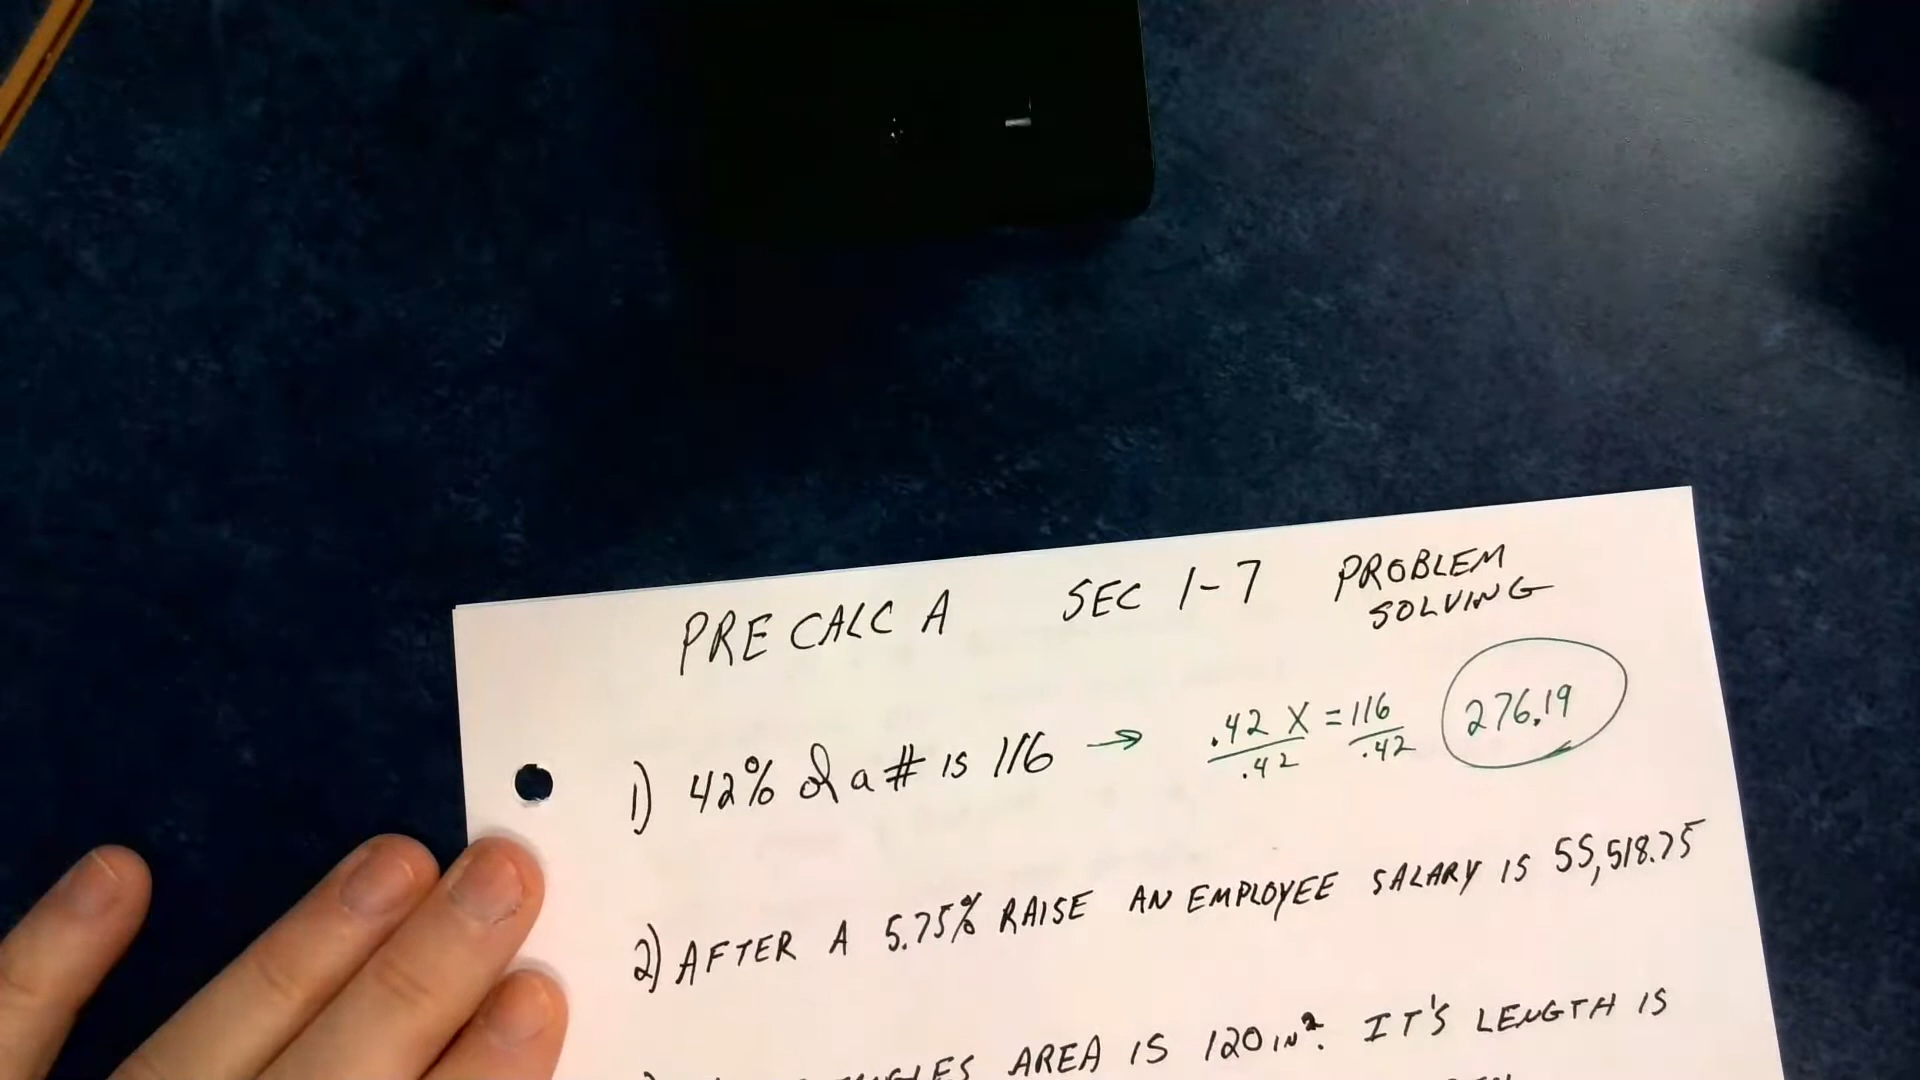 PRE CALC A SEC 1-7 PROBLEM
SOLVING
1) 42% of a # is 116 → .42 X = 116 276.19
.42 .42
2) AFTER A 5.75% RAISE AN EMPLOYEE SALARY IS 55,518.75
AREA IS 120 IN². IT'S LENGTH IS